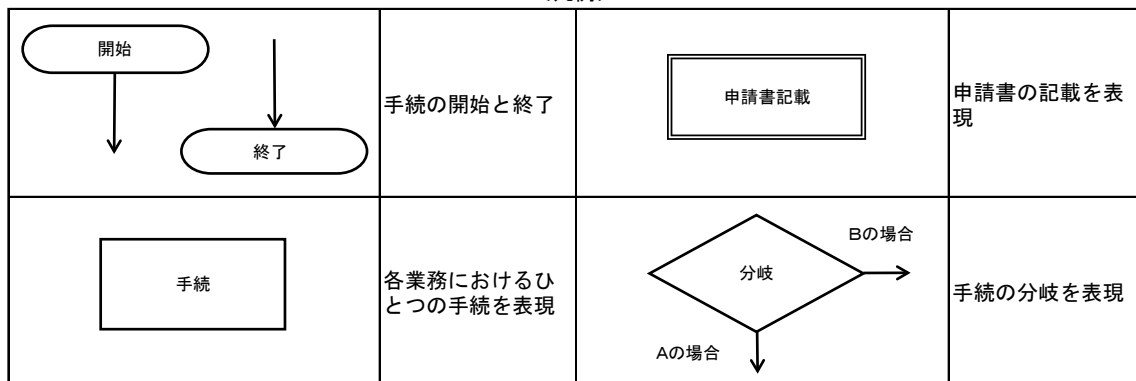 開始
終了
手続の開始と終了
申請書記載
申請書の記載を表
現
手続
各業務におけるひ
とつの手続を表現
Bの場合
分岐
Aの場合
手続の分岐を表現